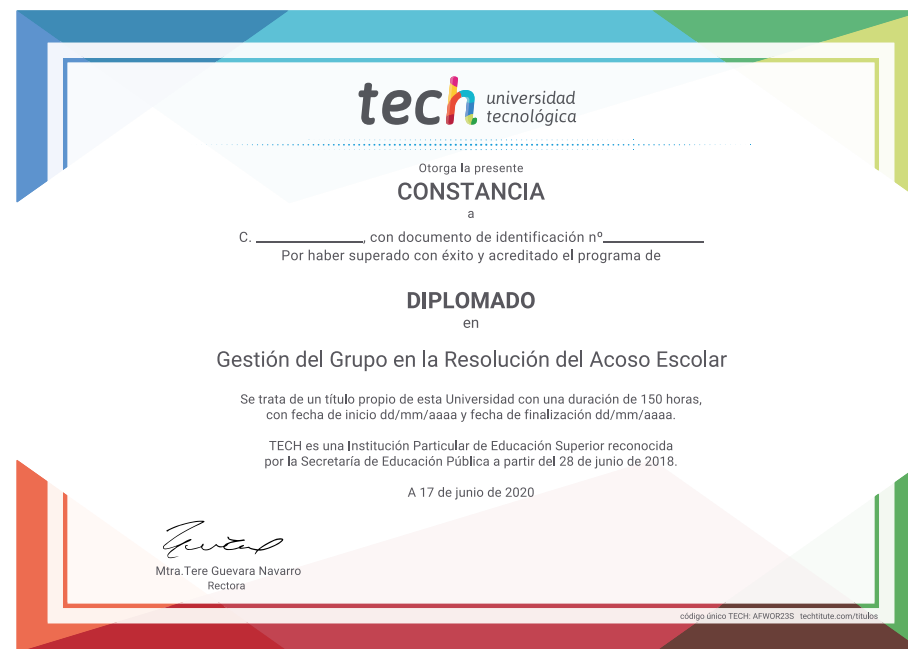 tech universidad
tecnológica
Otorga la presente
CONSTANCIA
a
C. ______________, con documento de identificación nº_____________
Por haber superado con éxito y acreditado el programa de
DIPLOMADO
en
Gestión del Grupo en la Resolución del Acoso Escolar
Se trata de un título propio de esta Universidad con una duración de 150 horas,
con fecha de inicio dd/mm/aaaa y fecha de finalización dd/mm/aaaa.
TECH es una Institución Particular de Educación Superior reconocida
por la Secretaría de Educación Pública a partir del 28 de junio de 2018.
A 17 de junio de 2020
Mtra.Tere Guevara Navarro
Rectora
código único TECH: AFWOR23S techtitute.com/títulos